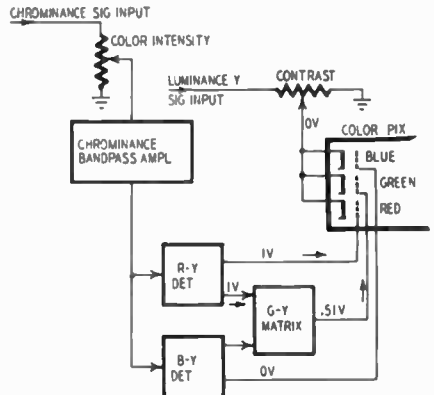 CHROMINANCE SIG INPUT
COLOR INTENSITY
LUMINANCE Y
SIG INPUT
CONTRAST
0V
COLOR PIX
CHROMINANCE
BANDPASS AMPL
BLUE
GREEN
RED
R-Y
DET
1V
1V
G-Y
MATRIX
.51V
B-Y
DET
0V